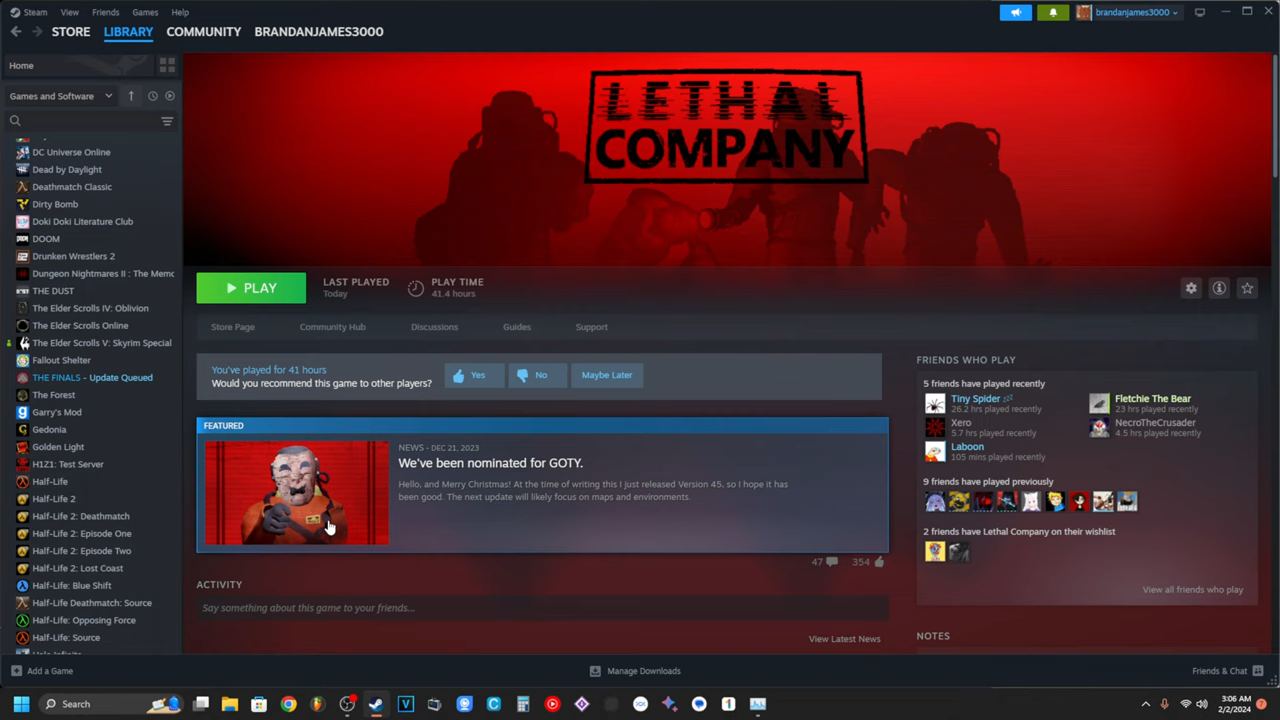 Steam View Friends Games Help
brandanjames3000
STORE LIBRARY COMMUNITY BRANDANJAMES3000
Home
Games and Software
DC Universe Online
Dead by Daylight
Deathmatch Classic
Dirty Bomb
Doki Doki Literature Club
DOOM
Drunken Wrestlers 2
Dungeon Nightmares II : The Memo
THE DUST
The Elder Scrolls IV: Oblivion
The Elder Scrolls Online
The Elder Scrolls V: Skyrim Special
Fallout Shelter
THE FINALS - Update Queued
The Forest
Garry's Mod
Gedonia
Golden Light
H1Z1: Test Server
Half-Life
Half-Life 2
Half-Life 2: Deathmatch
Half-Life 2: Episode One
Half-Life 2: Episode Two
Half-Life 2: Lost Coast
Half-Life: Blue Shift
Half-Life Deathmatch: Source
Half-Life: Opposing Force
Half-Life: Source
LETHAL
COMPANY
PLAY
LAST PLAYED
Today
PLAY TIME
41.4 hours
Store Page Community Hub Discussions Guides Support
You've played for 41 hours
Would you recommend this game to other players?
Yes No Maybe Later
FEATURED
NEWS - DEC 21, 2023
We've been nominated for GOTY.
Hello, and Merry Christmas! At the time of writing this I just released Version 45, so I hope it has
been good. The next update will likely focus on maps and environments.
47 354
ACTIVITY
Say something about this game to your friends...
View Latest News
FRIENDS WHO PLAY
5 friends have played recently
Tiny Spider
26.2 hrs played recently
Fletchie The Bear
23 hrs played recently
Xero
5.7 hrs played recently
NecroTheCrusader
4.5 hrs played recently
Laboon
105 mins played recently
9 friends have played previously
2 friends have Lethal Company on their wishlist
View all friends who play
NOTES
Add a Game
Manage Downloads
Friends & Chat
Search
3:06 AM
2/2/2024